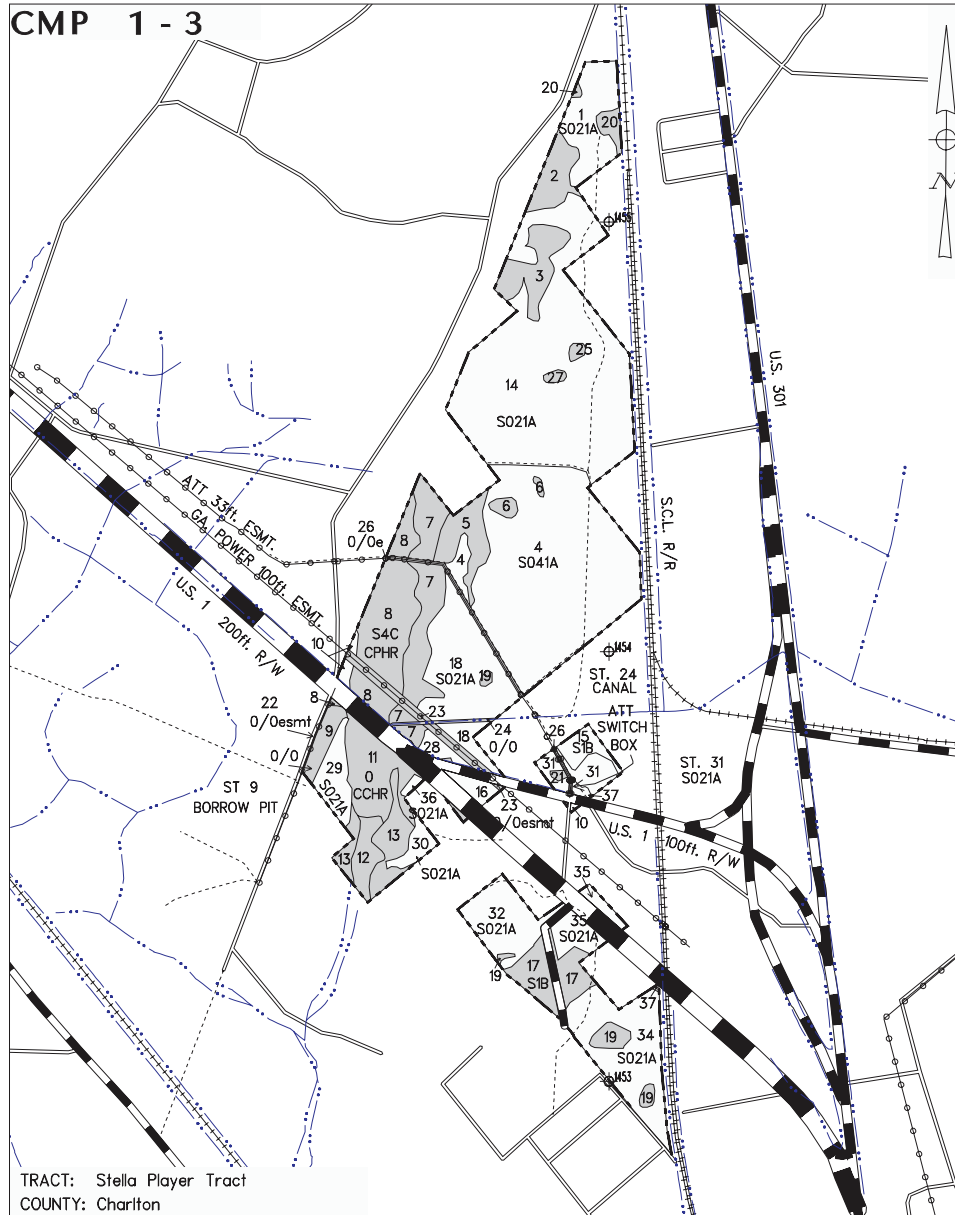 CMP 1 - 3
20
1
S021A
20
2
1455
3
U.S. 301
25
27
14
S021A
ATT 33ft. ESMT.
GA. POWER 100ft. ESMT.
U.S. 1 200ft. R/W
S.C.L. R/R
26
0/0e
8
7
5
6
6
4
4
S041A
7
8
S4C
CPHR
10
18
S021A
19
1454
ST. 24
CANAL
22
0/0esmt
8
8
23
7
7
24
0/0
ATT
SWITCH
BOX
26
15
S1B
9
0/0
28
18
31
31
21
ST. 31
S021A
29
S021A
11
0
CCHR
16
36
S021A
23
0/0esmt
37
10
ST 9
BORROW PIT
U.S. 1 100ft. R/W
13
30
S021A
13
12
35
32
S021A
35
S021A
17
S1B
17
19
37
19
34
S021A
1453
19
TRACT: Stella Player Tract
COUNTY: Charlton